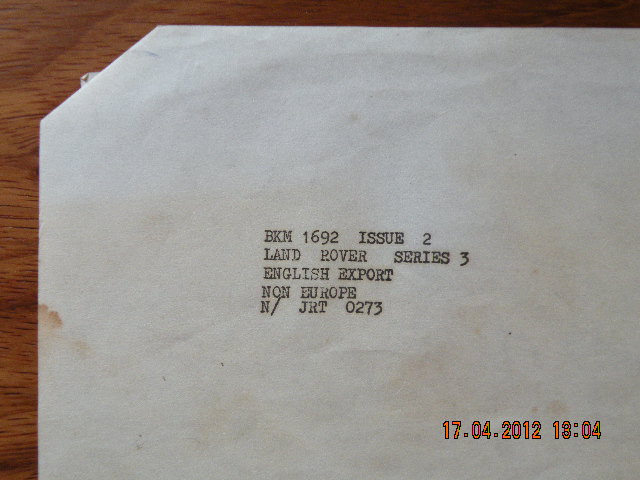 BKM 1692 ISSUE 2
LAND ROVER SERIES 3
ENGLISH EXPORT
NON EUROPE
N/ JRT 0273
17.04.2012 13:04